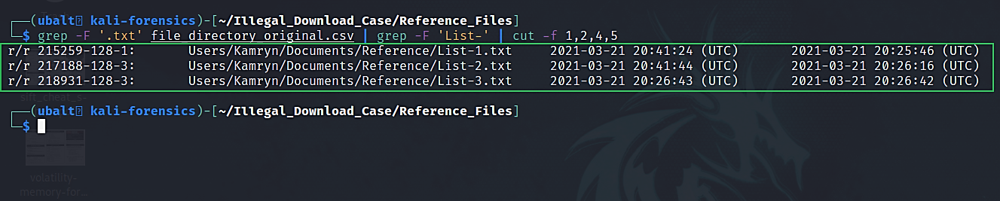 ┌──(ubalt㉿ kali-forensics)-[~/Illegal_Download_Case/Reference_Files]
└─$ grep -F '.txt' file_directory_original.csv | grep -F 'List-' | cut -f 1,2,4,5
r/r 215259-128-1: Users/Kamryn/Documents/Reference/List-1.txt 2021-03-21 20:41:24 (UTC) 2021-03-21 20:25:46 (UTC)
r/r 217188-128-3: Users/Kamryn/Documents/Reference/List-2.txt 2021-03-21 20:41:44 (UTC) 2021-03-21 20:26:16 (UTC)
r/r 218931-128-3: Users/Kamryn/Documents/Reference/List-3.txt 2021-03-21 20:26:43 (UTC) 2021-03-21 20:26:42 (UTC)
sift_cheat_s-
┌──(ubalt㉿ kali-forensics)-[~/Illegal_Download_Case/Reference_Files]
└─$
volatility-
memory-for...